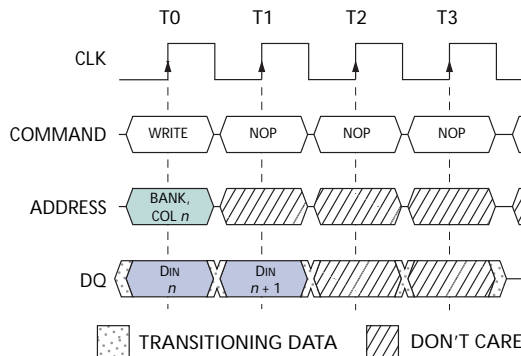 T0 T1 T2 T3
CLK
COMMAND WRITE NOP NOP NOP
ADDRESS BANK,
COL n
DQ DIN DIN
n n + 1
TRANSITIONING DATA DON'T CARE